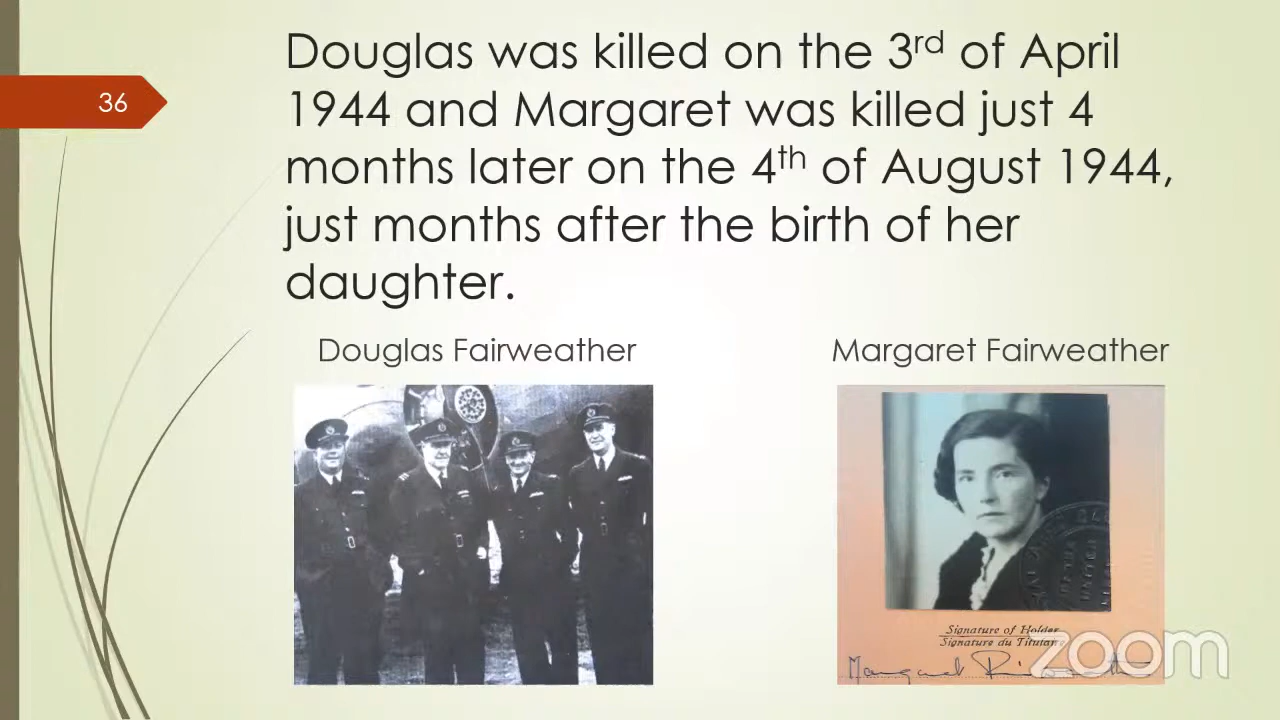 36
Douglas was killed on the 3rd of April
1944 and Margaret was killed just 4
months later on the 4th of August 1944,
just months after the birth of her
daughter.
Douglas Fairweather
Margaret Fairweather
Signature of Holder
Signature du Titulaire
Margaret
zoom